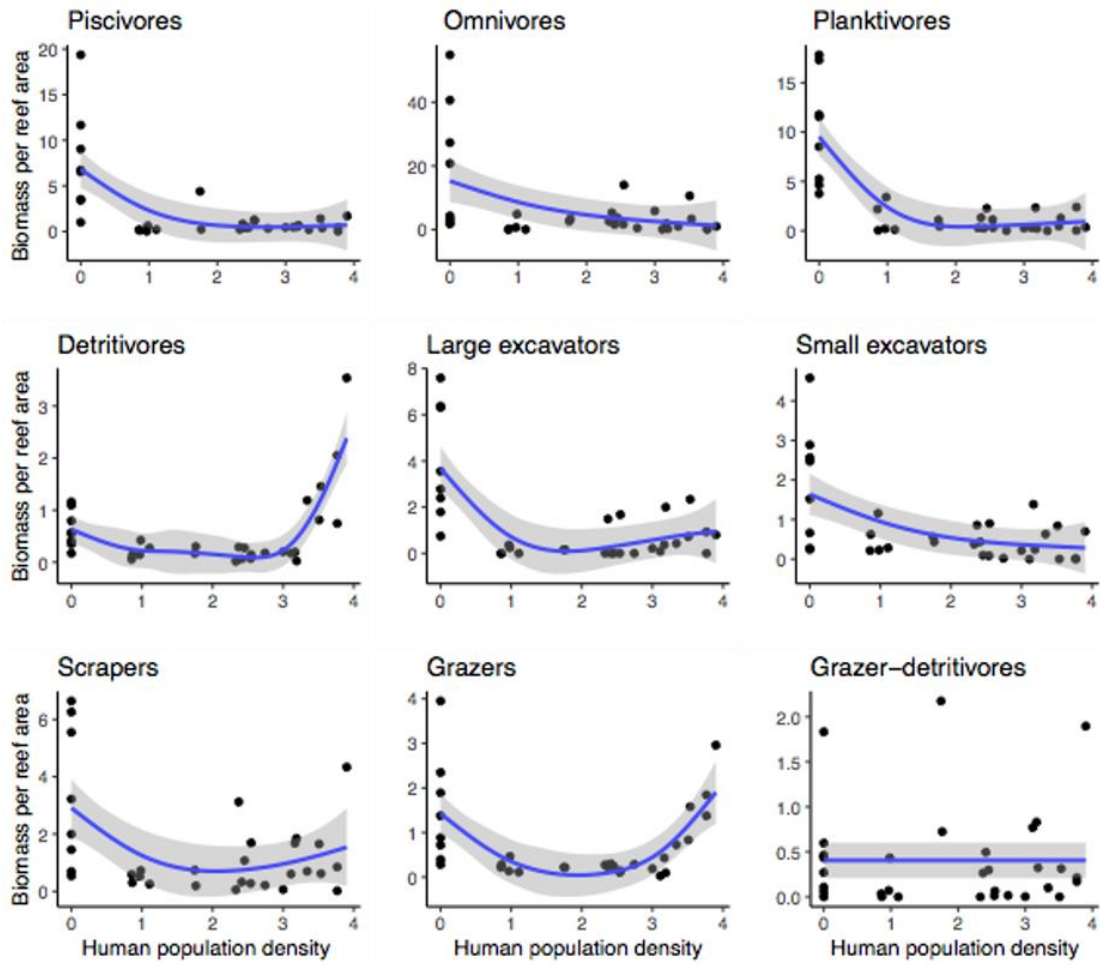 Piscivores
Omnivores
Planktivores
Biomass per reef area
20
15
10
5
0
0 1 2 3 4
40
20
0
0 1 2 3 4
15
10
5
0
0 1 2 3 4
Detritivores
Large excavators
Small excavators
Biomass per reef area
3
2
1
0
0 1 2 3 4
8
6
4
2
0
0 1 2 3 4
4
3
2
1
0
0 1 2 3 4
Scrapers
Grazers
Grazer–detritivores
Biomass per reef area
6
4
2
0
0 1 2 3 4
4
3
2
1
0
0 1 2 3 4
2.0
1.5
1.0
0.5
0.0
0 1 2 3 4
Human population density
Human population density
Human population density